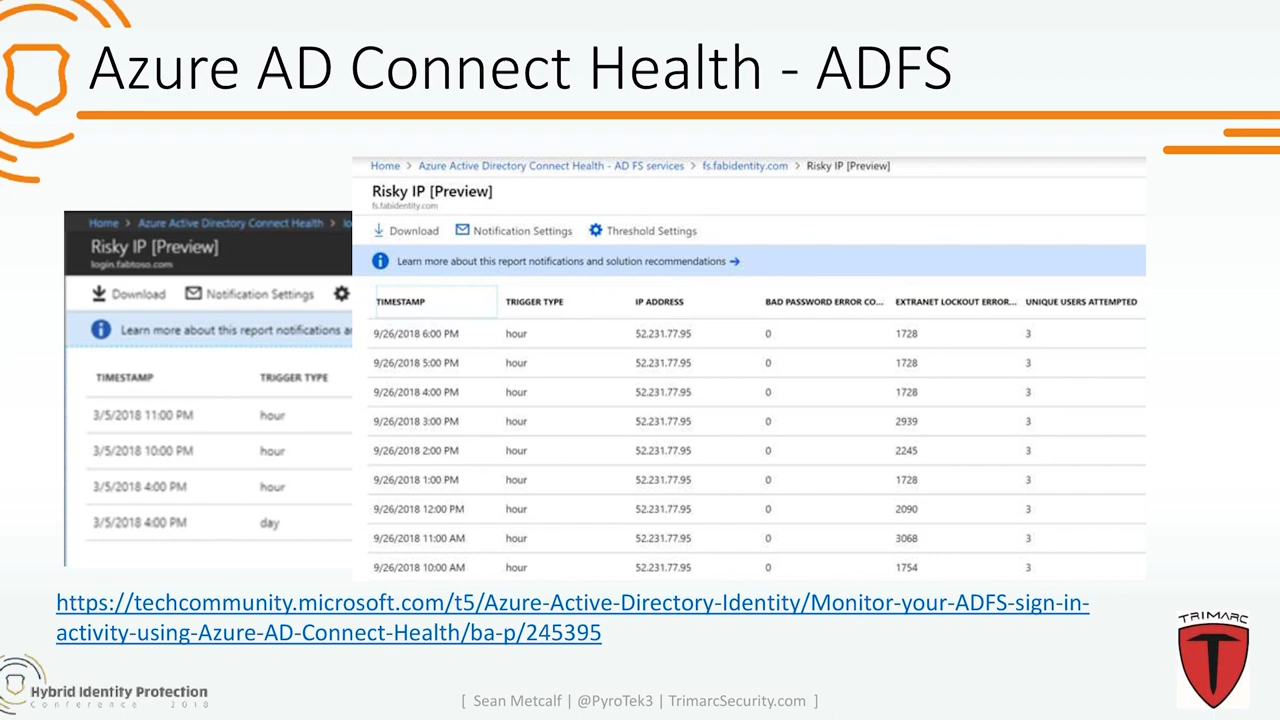 Azure AD Connect Health - ADFS
Home > Azure Active Directory Connect Health - AD FS services > fs.fabidentity.com > Risky IP [Preview]
Risky IP [Preview]
fs.fabidentity.com
Download Notification Settings Threshold Settings
Learn more about this report notifications and solution recommendations →
TIMESTAMP TRIGGER TYPE IP ADDRESS BAD PASSWORD ERROR CO... EXTRANET LOCKOUT ERROR... UNIQUE USERS ATTEMPTED
9/26/2018 6:00 PM hour 52.231.77.95 0 1728 3
9/26/2018 5:00 PM hour 52.231.77.95 0 1728 3
9/26/2018 4:00 PM hour 52.231.77.95 0 1728 3
9/26/2018 3:00 PM hour 52.231.77.95 0 2939 3
9/26/2018 2:00 PM hour 52.231.77.95 0 2245 3
9/26/2018 1:00 PM hour 52.231.77.95 0 1728 3
9/26/2018 12:00 PM hour 52.231.77.95 0 2090 3
9/26/2018 11:00 AM hour 52.231.77.95 0 3068 3
9/26/2018 10:00 AM hour 52.231.77.95 0 1754 3
Home > Azure Active Directory Connect Health > lo
Risky IP [Preview]
login.fabtoso.com
Download Notification Settings
Learn more about this report notifications a
TIMESTAMP TRIGGER TYPE
3/5/2018 11:00 PM hour
3/5/2018 10:00 PM hour
3/5/2018 4:00 PM hour
3/5/2018 4:00 PM day
https://techcommunity.microsoft.com/t5/Azure-Active-Directory-Identity/Monitor-your-ADFS-sign-in-
activity-using-Azure-AD-Connect-Health/ba-p/245395
TRIMARC
Hybrid Identity Protection
Conference 2018
[ Sean Metcalf | @PyroTek3 | TrimarcSecurity.com ]